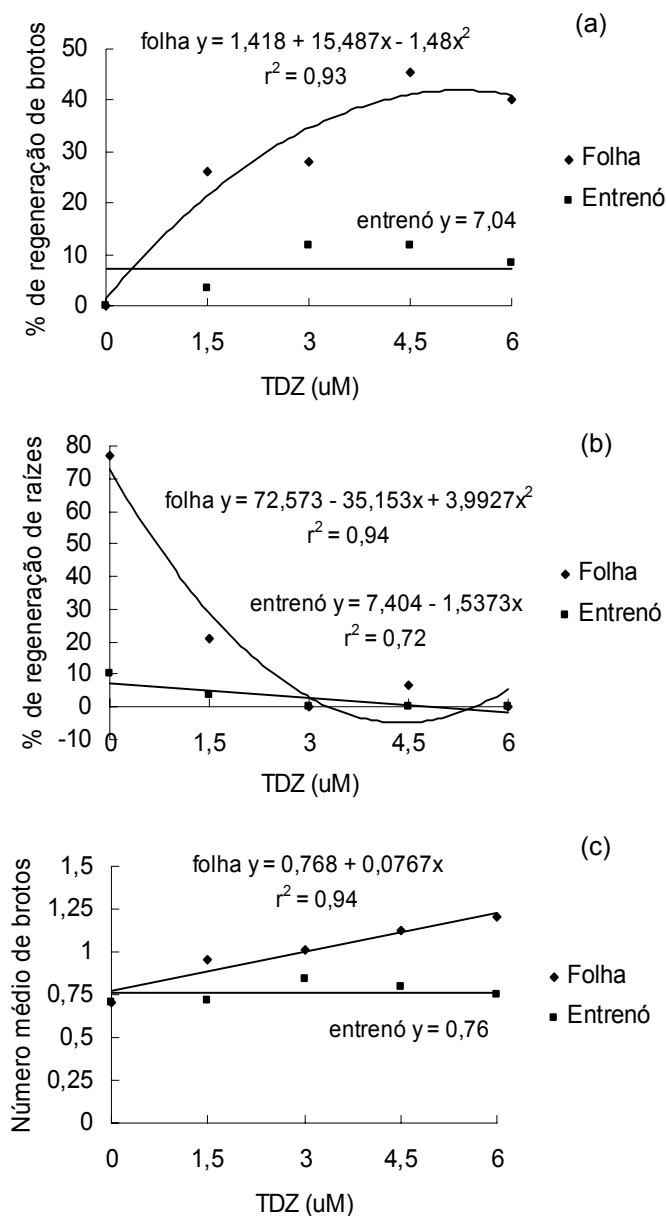 (a)
folha y = 1,418 + 15,487x - 1,48x²
r² = 0,93
% de regeneração de brotos
50
40
30
20
10
0
entrenó y = 7,04
Folha
Entrenó
0 1,5 3 4,5 6
TDZ (uM)
(b)
% de regeneração de raízes
80
70
60
50
40
30
20
10
0
-10
folha y = 72,573 - 35,153x + 3,9927x²
r² = 0,94
entrenó y = 7,404 - 1,5373x
r² = 0,72
Folha
Entrenó
0 1,5 3 4,5 6
TDZ (uM)
(c)
Número médio de brotos
1,5
1,25
1
0,75
0,5
0,25
0
folha y = 0,768 + 0,0767x
r² = 0,94
entrenó y = 0,76
Folha
Entrenó
0 1,5 3 4,5 6
TDZ (uM)